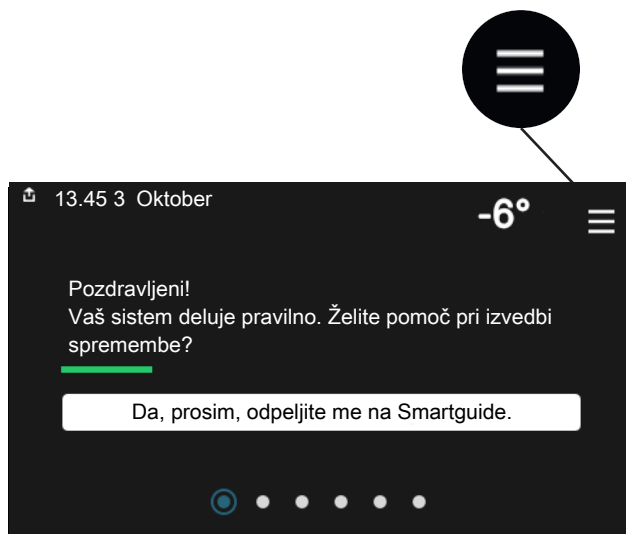 13.45 3 Oktober
-6°
Pozdravljeni!
Vaš sistem deluje pravilno. Želite pomoč pri izvedbi
spremembe?
Da, prosim, odpeljite me na Smartguide.